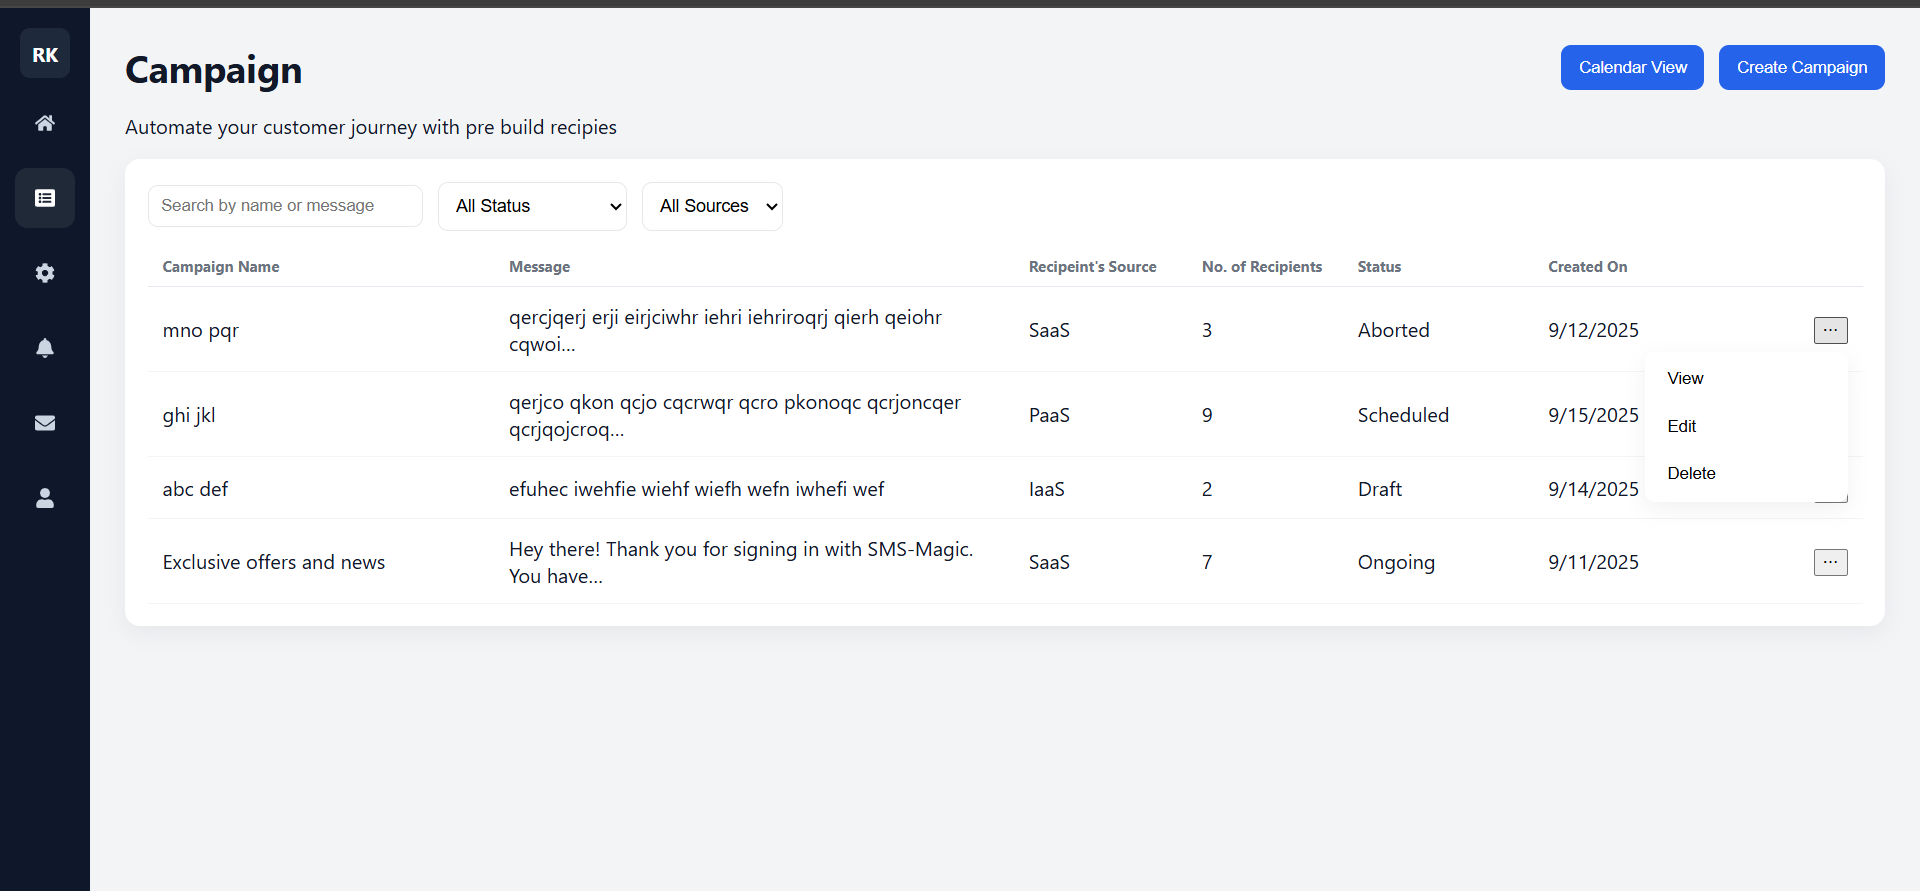 RK
Campaign
Calendar View
Create Campaign
Automate your customer journey with pre build recipies
Search by name or message
All Status
All Sources
Campaign Name
Message
Recipeint's Source
No. of Recipients
Status
Created On
mno pqr
qercjqerj erji eirjciwhr iehri iehriroqrj qierh qeiohr
cqwoi...
SaaS
3
Aborted
9/12/2025
...
View
Edit
Delete
ghi jkl
qerjco qkon qcjo cqcrwqr qcro pkonoqc qcrjoncqer
qcrjqojcroq...
PaaS
9
Scheduled
9/15/2025
abc def
efuhec iwehfie wiehf wiefh wefn iwhefi wef
IaaS
2
Draft
9/14/2025
Exclusive offers and news
Hey there! Thank you for signing in with SMS-Magic.
You have...
SaaS
7
Ongoing
9/11/2025
...